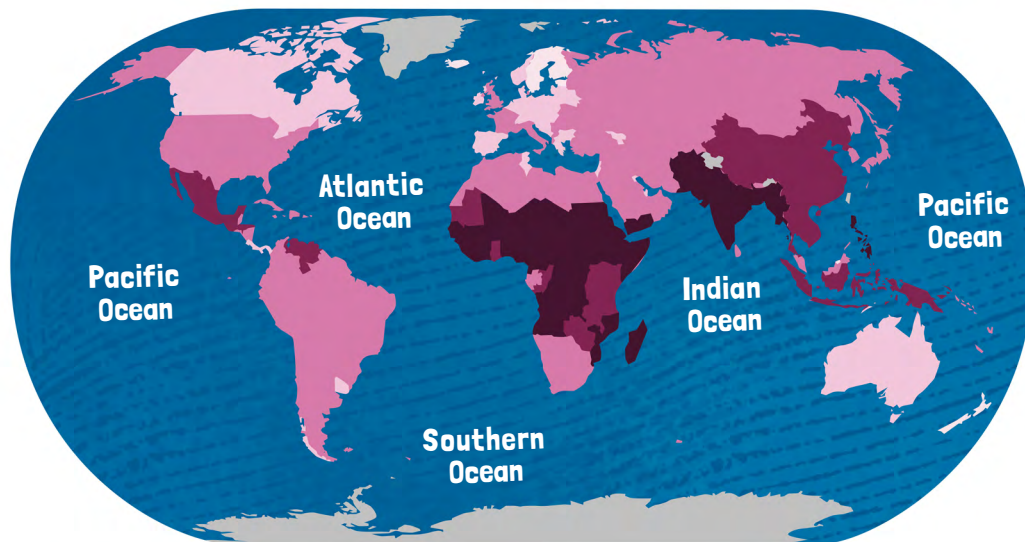 Atlantic
Ocean
Pacific
Ocean
Pacific
Ocean
Indian
Ocean
Southern
Ocean